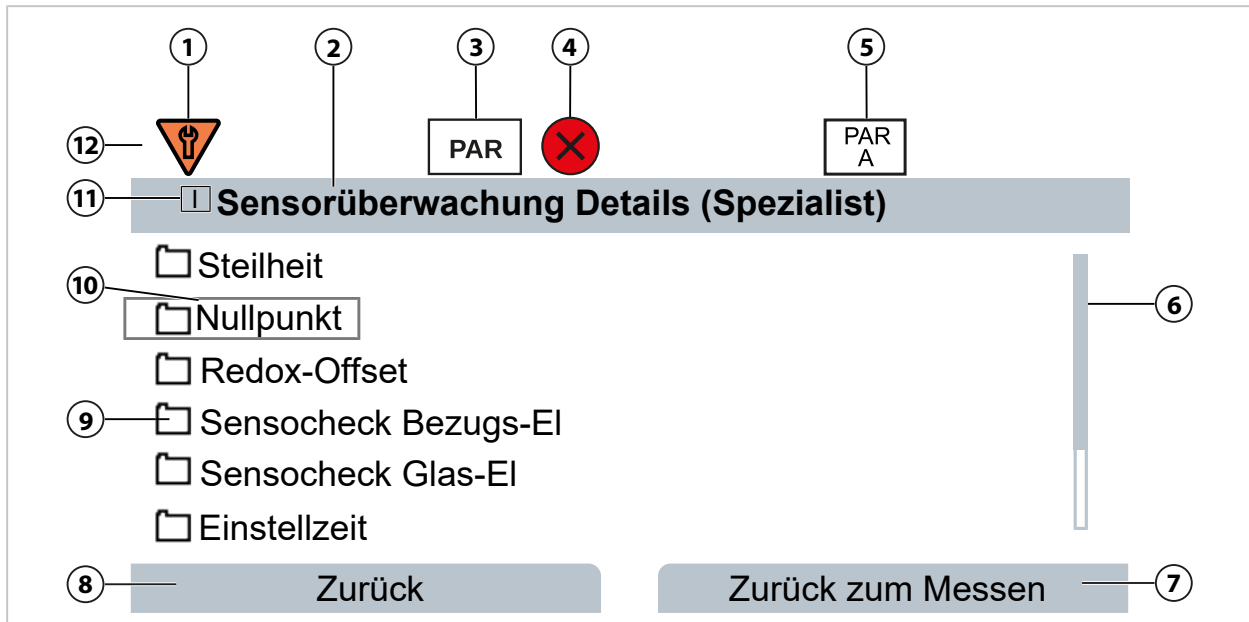 1 2 3 4 5
12 PAR PAR
A
11 I Sensorüberwachung Details (Spezialist)
Steilheit
10
Nullpunkt 6
Redox-Offset
9 Sensocheck Bezugs-El
Sensocheck Glas-El
Einstellzeit
8 Zurück Zurück zum Messen 7